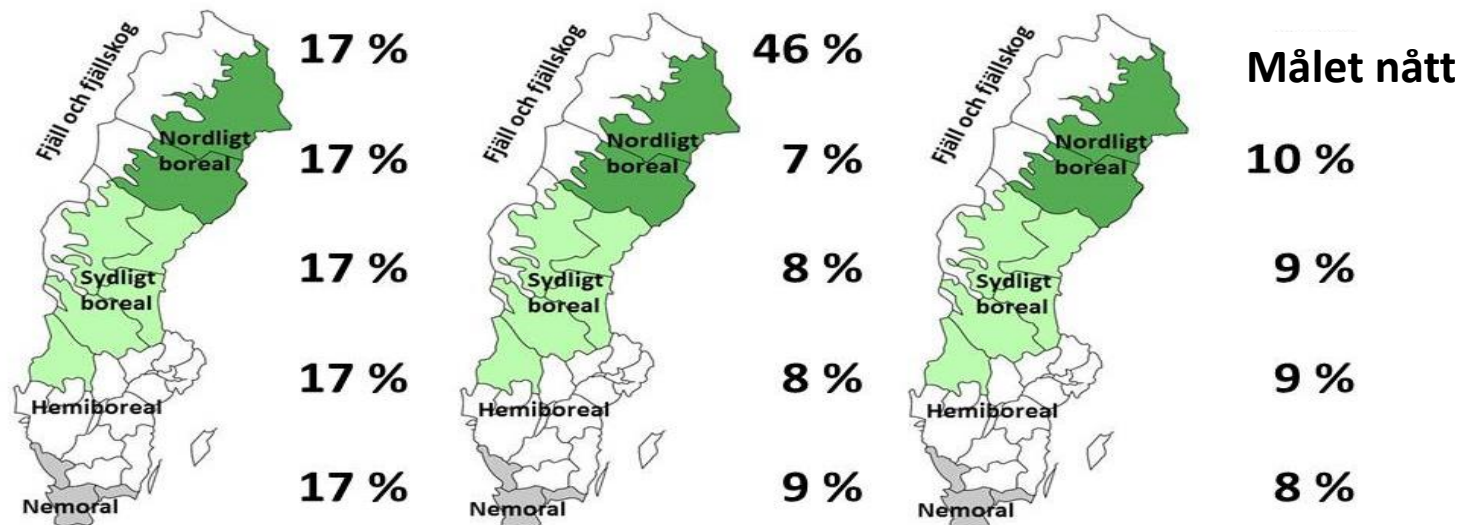 Fjäll och fjällskog
17 %
Nordligt
boreal
17 %
Sydligt
boreal
17 %
17 %
Hemiboreal
17 %
Nemoral
Fjäll och fjällskog
46 %
Nordligt
boreal
7 %
Sydligt
boreal
8 %
8 %
Hemiboreal
9 %
Nemoral
Fjäll och fjällskog
Målet nått
Nordligt
boreal
10 %
Sydligt
boreal
9 %
9 %
Hemiboreal
8 %
Nemoral